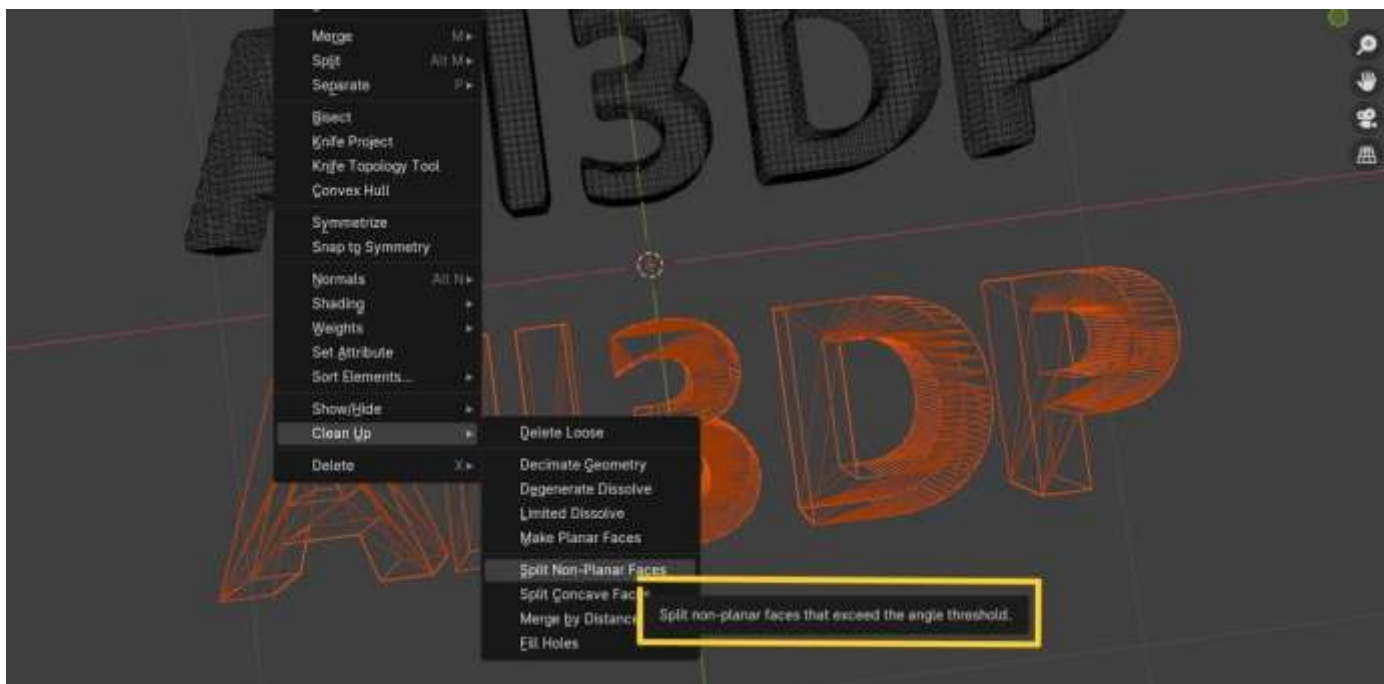 Merge M
Split Alt M
Separate P
Bisect
Knife Project
Knife Topology Tool
Convex Hull
Symmetrize
Snap to Symmetry
Normals Alt N
Shading
Weights
Set Attribute
Sort Elements...
Show/Hide
Clean Up
Delete X
Delete Loose
Decimate Geometry
Degenerate Dissolve
Limited Dissolve
Make Planar Faces
Split Non-Planar Faces
Split Concave
Merge by Distance
Fill Holes
Split non-planar faces that exceed the angle threshold.
All3DP
All3DP